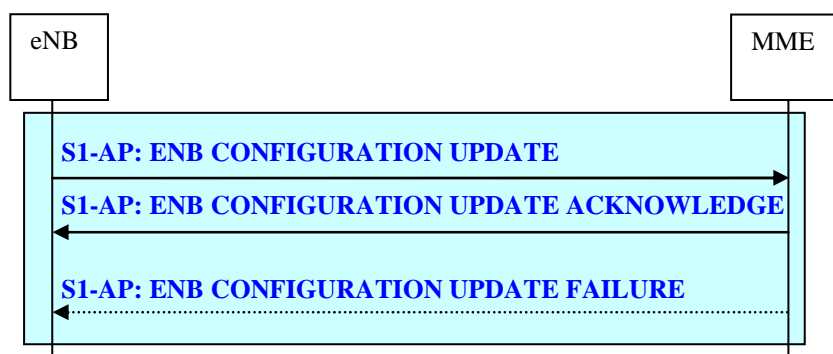 eNB
MME
S1-AP: ENB CONFIGURATION UPDATE
S1-AP: ENB CONFIGURATION UPDATE ACKNOWLEDGE
S1-AP: ENB CONFIGURATION UPDATE FAILURE